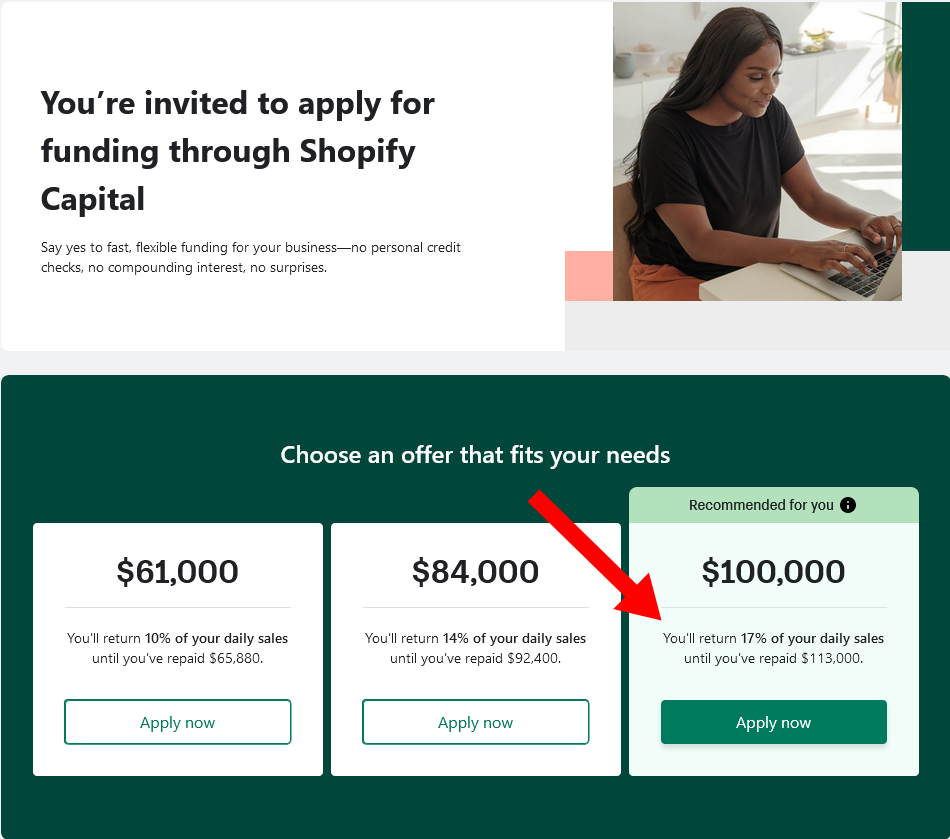 You’re invited to apply for
funding through Shopify
Capital
Say yes to fast, flexible funding for your business—no personal credit
checks, no compounding interest, no surprises.
Choose an offer that fits your needs
Recommended for you
$61,000
You'll return 10% of your daily sales
until you've repaid $65,880.
Apply now
$84,000
You'll return 14% of your daily sales
until you've repaid $92,400.
Apply now
$100,000
You'll return 17% of your daily sales
until you've repaid $113,000.
Apply now